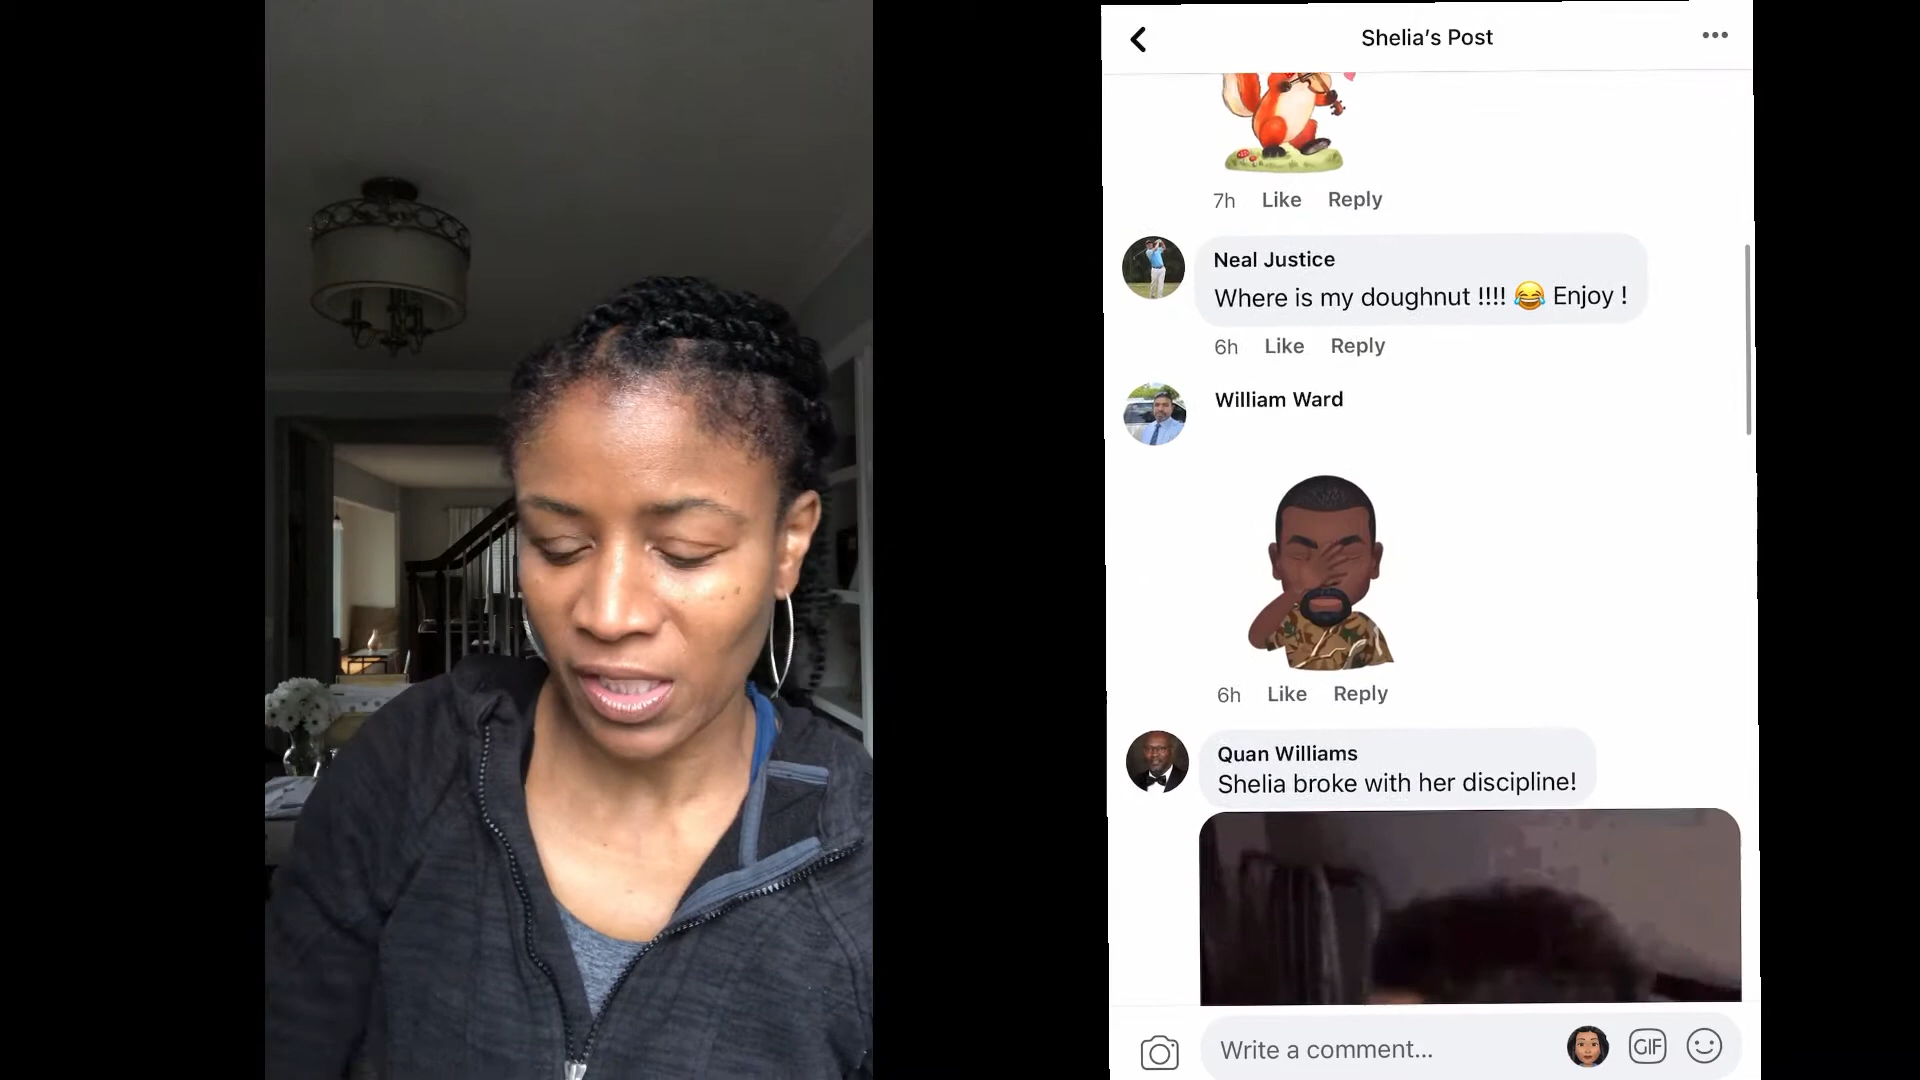 Shelia's Post
7h Like Reply
Neal Justice
Where is my doughnut !!!! 😂 Enjoy !
6h Like Reply
William Ward
6h Like Reply
Quan Williams
Shelia broke with her discipline!
Write a comment...
GIF